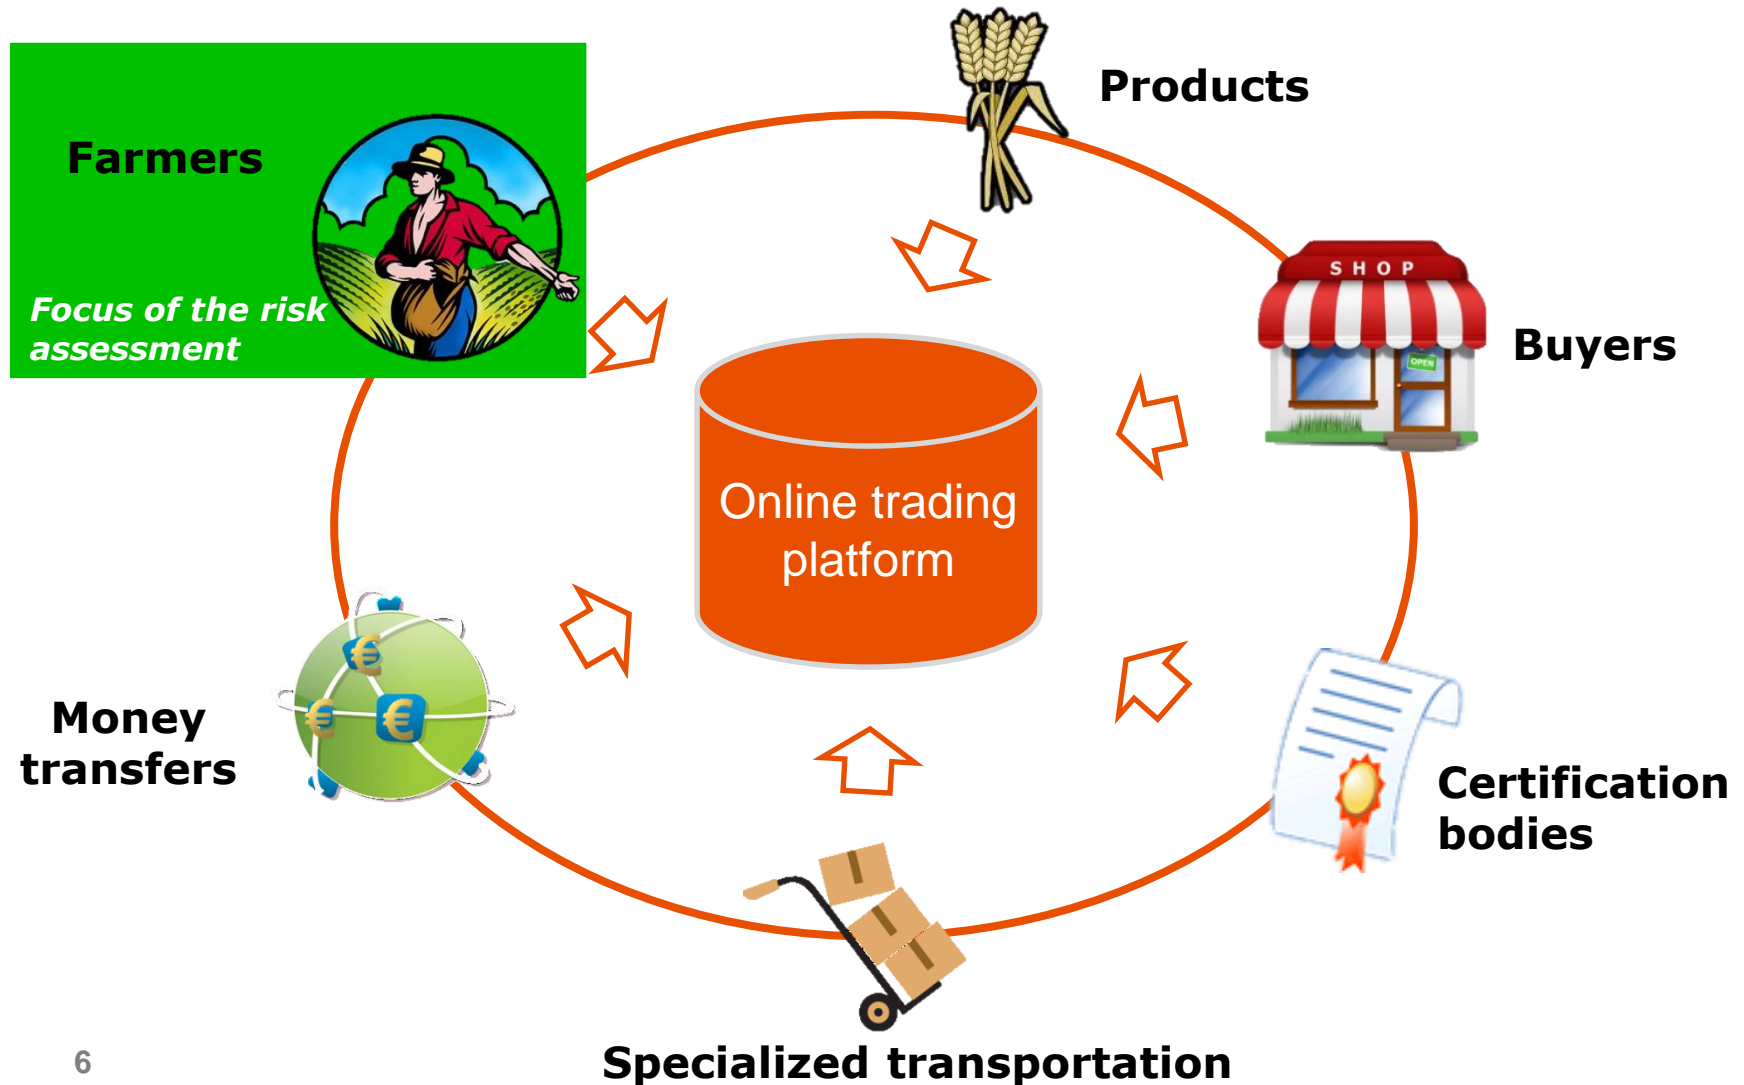 Products
Farmers
Focus of the risk
assessment
SHOP
OPEN
Buyers
Online trading
platform
Money
transfers
€
€
€
Certification
bodies
Specialized transportation
6